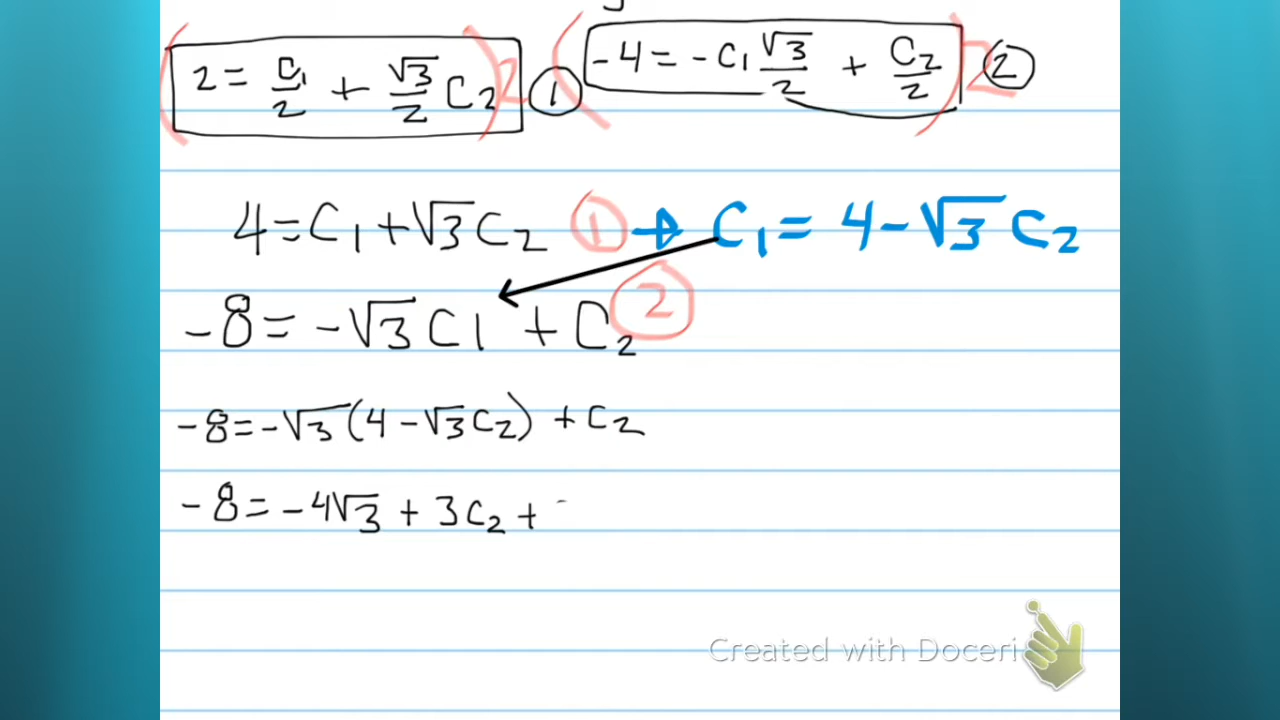 2 = C₁/2 + √3/2 C₂ )2 ①
( -4 = -C₁ √3/2 + C₂/2 )2 ②
4 = C₁ + √3 C₂ ① → C₁ = 4 - √3 C₂
-8 = -√3 C1 + C₂ ②
-8 = -√3(4 - √3 C₂) + C₂
-8 = -4√3 + 3C₂ +
Created with Doceri